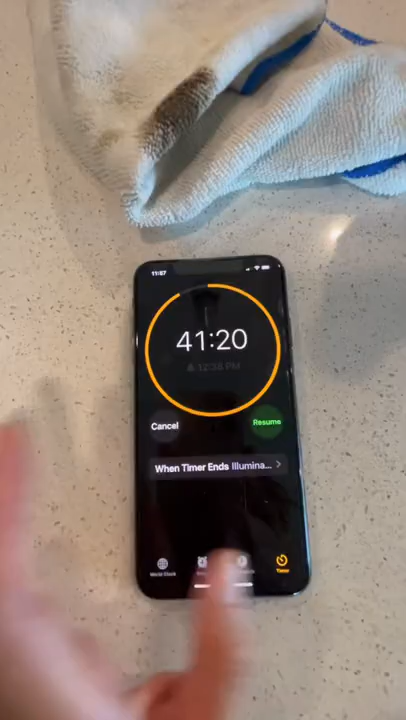 11:57
41:20
12:38 PM
Cancel
Resume
When Timer Ends Illumina...
World Clock
Timer